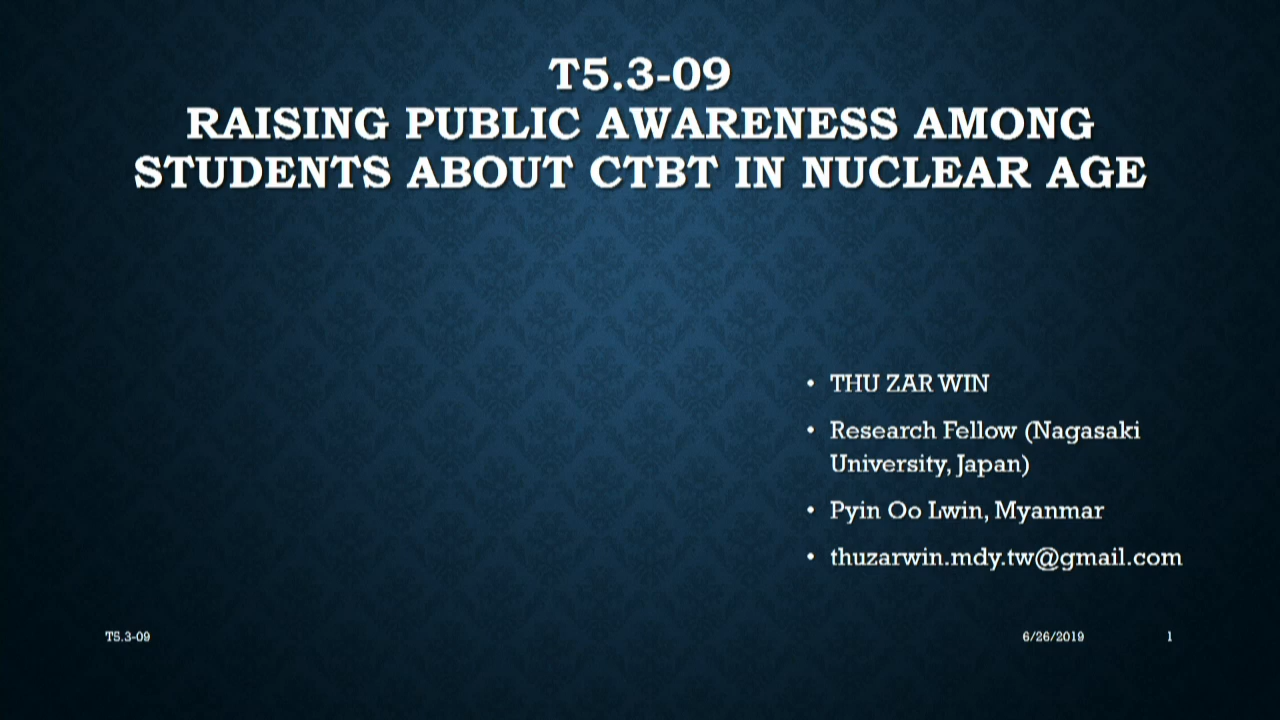 T5.3-09
RAISING PUBLIC AWARENESS AMONG
STUDENTS ABOUT CTBT IN NUCLEAR AGE
• THU ZAR WIN
• Research Fellow (Nagasaki
University, Japan)
• Pyin Oo Lwin, Myanmar
• thuzarwin.mdy.tw@gmail.com
T5.3-09 6/26/2019 1